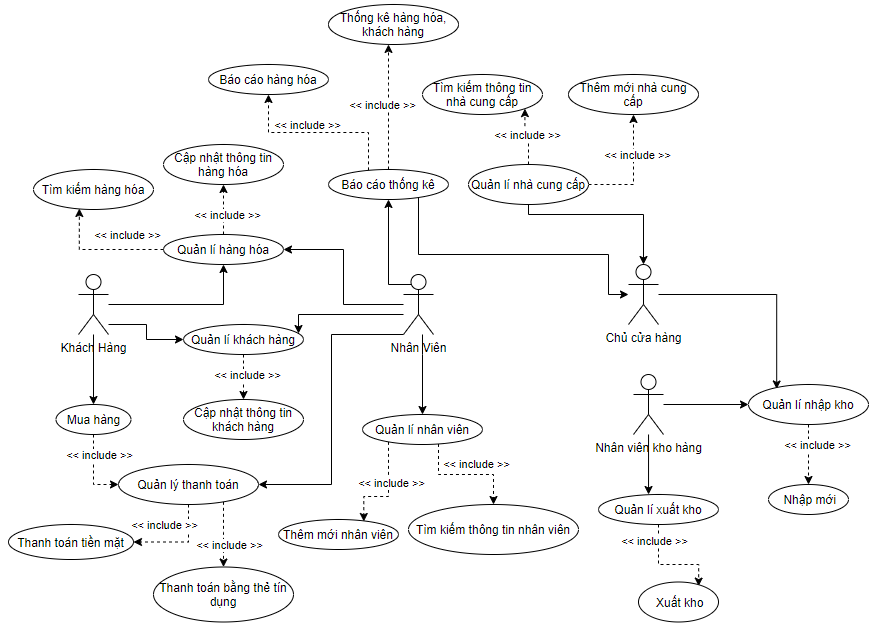 Thống kê hàng hóa,
khách hàng
Báo cáo hàng hóa
<< include >>
<< include >>
Tìm kiếm thông tin
nhà cung cấp
Thêm mới nhà cung
cấp
<< include >>
<< include >>
Cập nhật thông tin
hàng hóa
Tìm kiếm hàng hóa
Báo cáo thống kê
Quản lí nhà cung cấp
<< include >>
<< include >>
Quản lí hàng hóa
Khách Hàng
Quản lí khách hàng
Nhân Viên
Chủ cửa hàng
<< include >>
Cập nhật thông tin
khách hàng
Mua hàng
<< include >>
Quản lí nhân viên
Nhân viên kho hàng
Quản lí nhập kho
<< include >>
Nhập mới
Quản lý thanh toán
<< include >>
<< include >>
Thêm mới nhân viên
Tìm kiếm thông tin nhân viên
Quản lí xuất kho
<< include >>
Xuất kho
<< include >>
<< include >>
Thanh toán tiền mặt
Thanh toán bằng thẻ tín
dụng